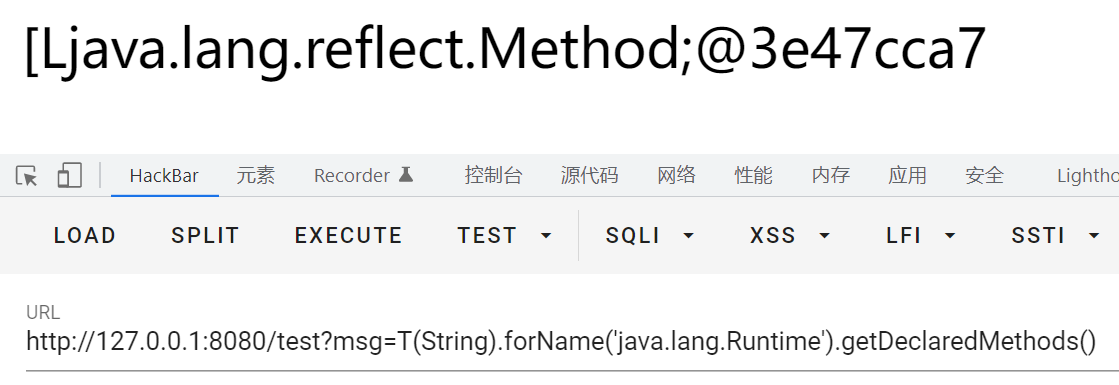 [Ljava.lang.reflect.Method;@3e47cca7
HackBar 元素 Recorder 控制台 源代码 网络 性能 内存 应用 安全 Lightho
LOAD SPLIT EXECUTE TEST SQLI XSS LFI SSTI
URL
http://127.0.0.1:8080/test?msg=T(String).forName('java.lang.Runtime').getDeclaredMethods()